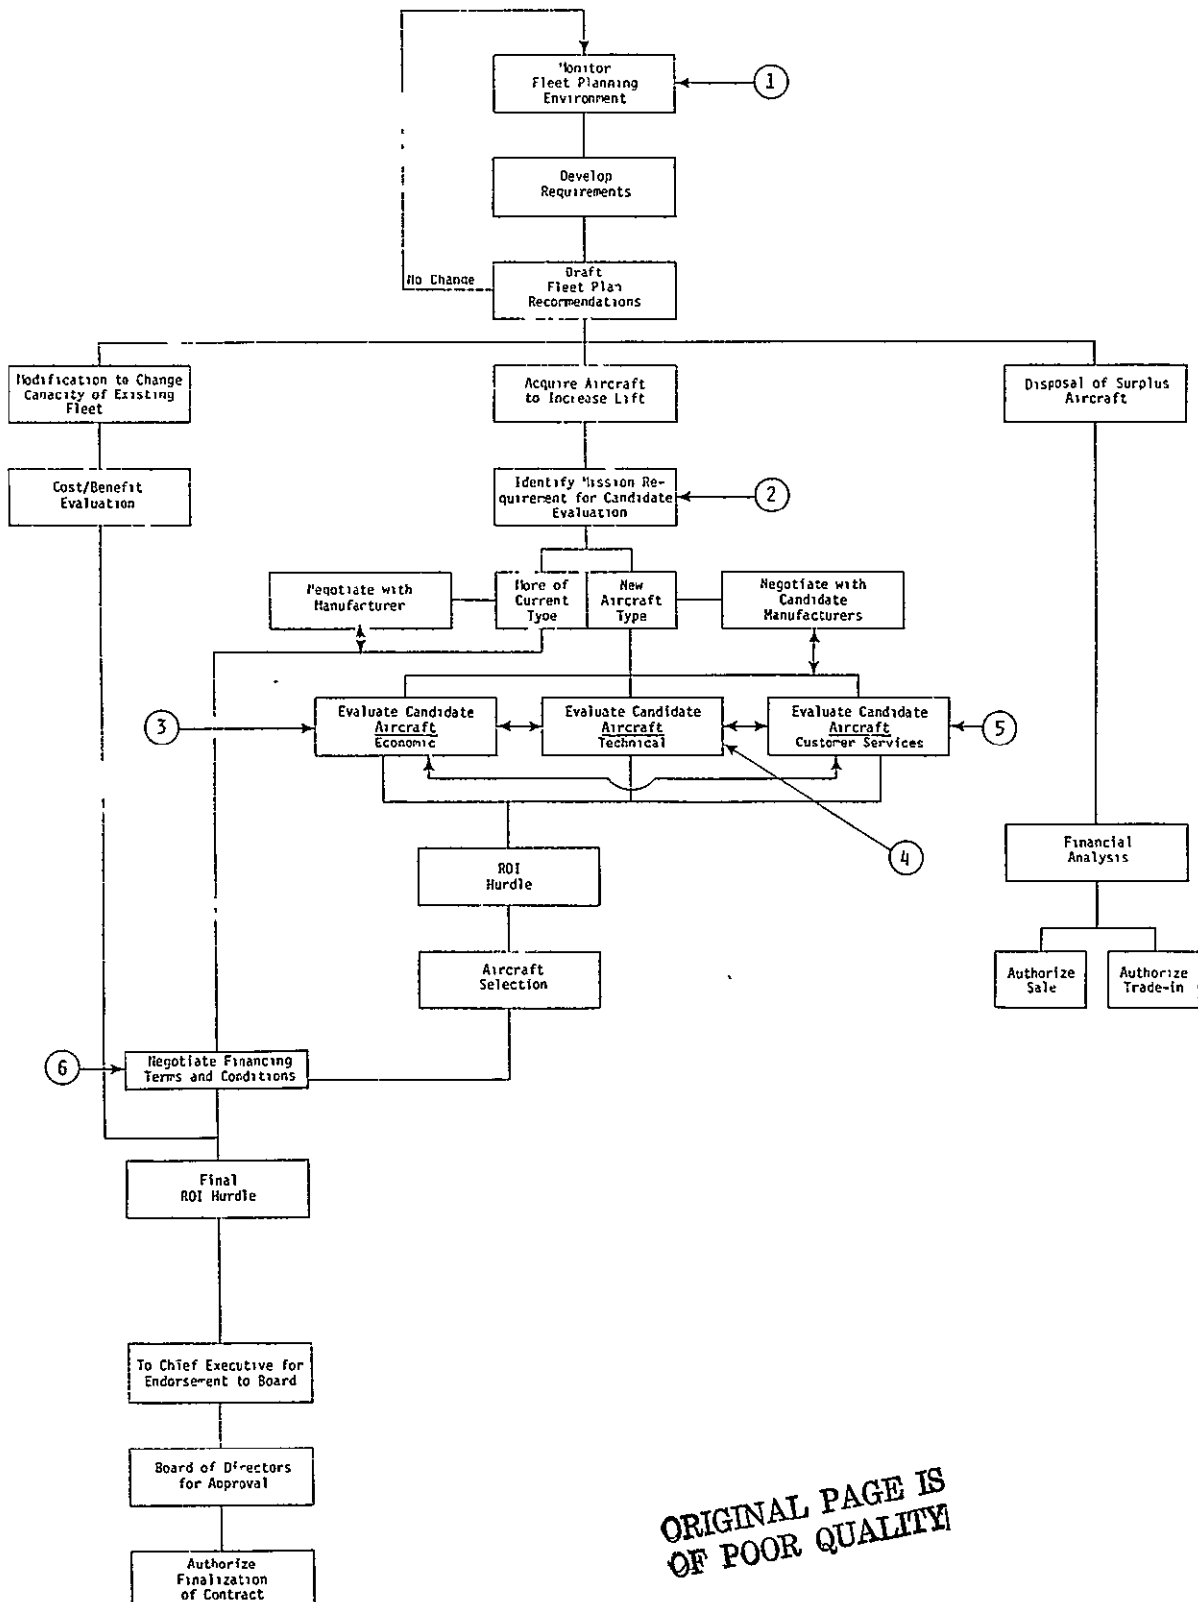 Monitor
Fleet Planning
Environment
1
Develop
Requirements
No Change
Draft
Fleet Plan
Recommendations
Modification to Change
Capacity of Existing
Fleet
Acquire Aircraft
to Increase Lift
Disposal of Surplus
Aircraft
Cost/Benefit
Evaluation
Identify Mission Re-
quirement for Candidate
Evaluation
2
Negotiate with
Manufacturer
More of
Current
Type
New
Aircraft
Type
Negotiate with
Candidate
Manufacturers
3
Evaluate Candidate
Aircraft
Economic
Evaluate Candidate
Aircraft
Technical
Evaluate Candidate
Aircraft
Customer Services
5
4
ROI
Hurdle
Financial
Analysis
Aircraft
Selection
Authorize
Sale
Authorize
Trade-in
6
Negotiate Financing
Terms and Conditions
Final
ROI Hurdle
To Chief Executive for
Endorsement to Board
Board of Directors
for Approval
Authorize
Finalization
of Contract
ORIGINAL PAGE IS
OF POOR QUALITY